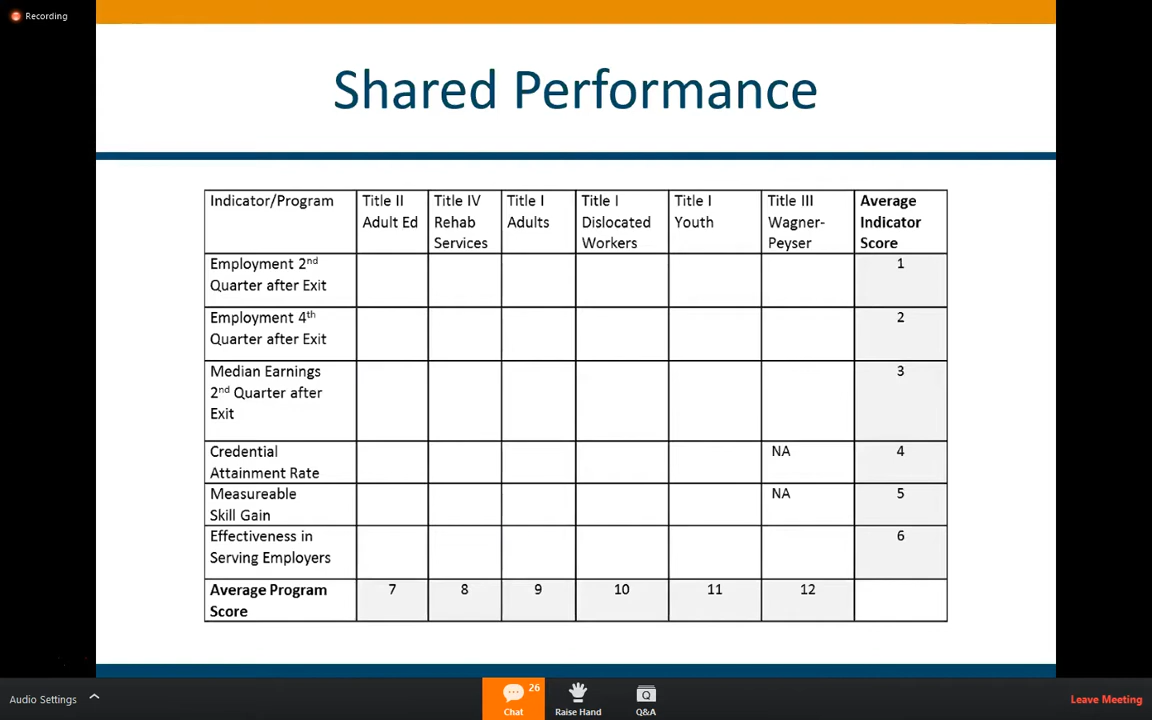 Recording
Shared Performance
Indicator/Program
Title II
Adult Ed
Title IV
Rehab
Services
Title I
Adults
Title I
Dislocated
Workers
Title I
Youth
Title III
Wagner-
Peyser
Average
Indicator
Score
Employment 2nd
Quarter after Exit
1
Employment 4th
Quarter after Exit
2
Median Earnings
2nd Quarter after
Exit
3
Credential
Attainment Rate
NA
4
Measureable
Skill Gain
NA
5
Effectiveness in
Serving Employers
6
Average Program
Score
7
8
9
10
11
12
Audio Settings
26
Chat
Raise Hand
Q
Q&A
Leave Meeting